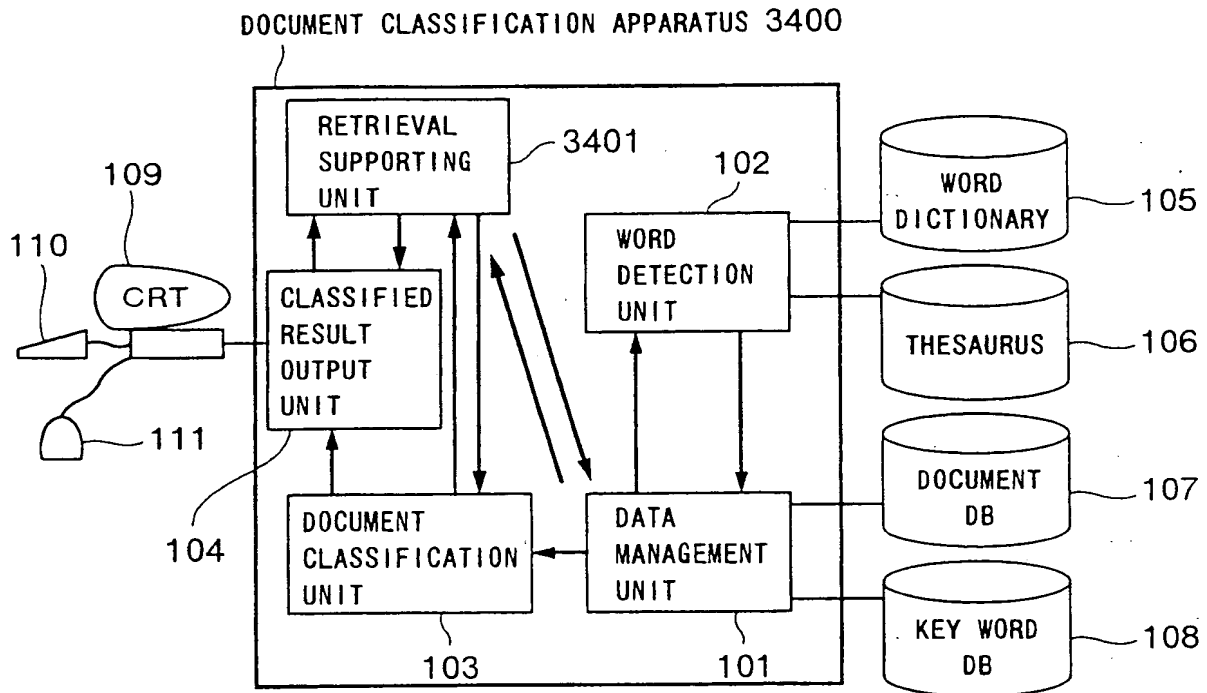 DOCUMENT CLASSIFICATION APPARATUS 3400
RETRIEVAL
SUPPORTING
UNIT
3401
109
110
CRT
111
CLASSIFIED
RESULT
OUTPUT
UNIT
104
DOCUMENT
CLASSIFICATION
UNIT
103
102
WORD
DETECTION
UNIT
DATA
MANAGEMENT
UNIT
101
WORD
DICTIONARY
105
THESAURUS
106
DOCUMENT
DB
107
KEY WORD
DB
108